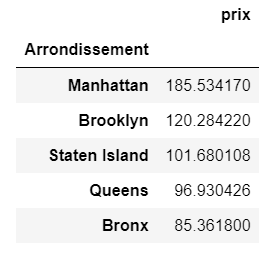 prix
Arrondissement
Manhattan 185.534170
Brooklyn 120.284220
Staten Island 101.680108
Queens 96.930426
Bronx 85.361800